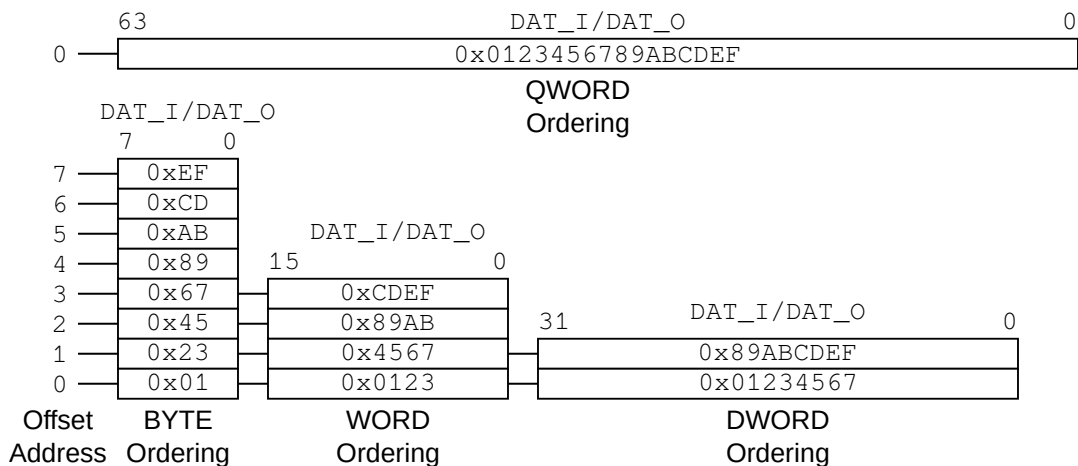 63 DAT_I/DAT_O 0
0 0x0123456789ABCDEF
QWORD
Ordering
DAT_I/DAT_O
7 0
7 0xEF
6 0xCD
5 0xAB DAT_I/DAT_O
4 0x89 15 0
3 0x67 0xCDEF DAT_I/DAT_O
2 0x45 0x89AB 31 0
1 0x23 0x4567 0x89ABCDEF
0 0x01 0x0123 0x01234567
Offset BYTE WORD DWORD
Address Ordering Ordering Ordering